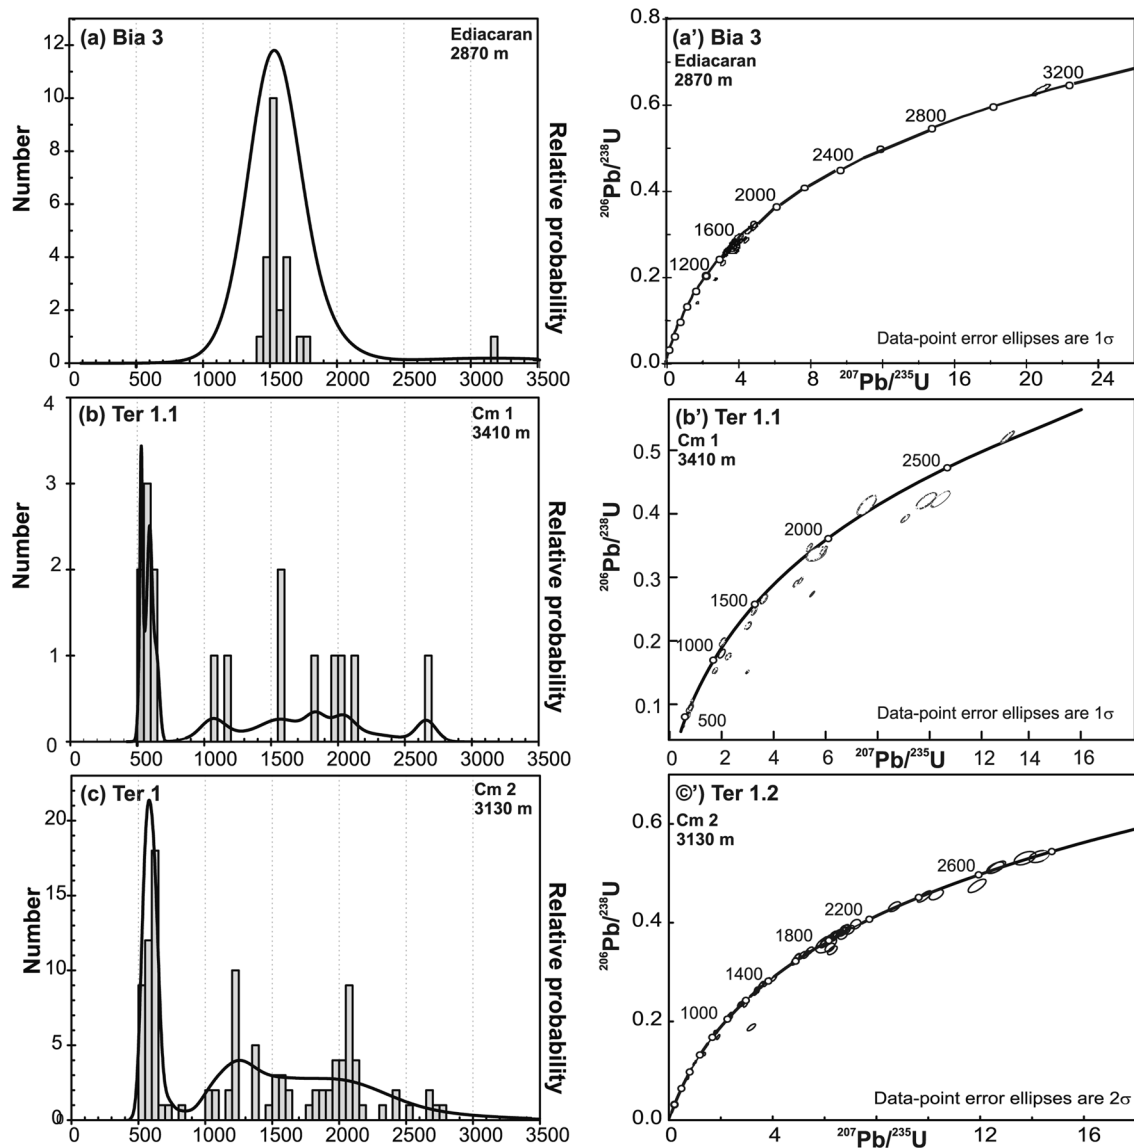 (a) Bia 3
Ediacaran
2870 m
Number
Relative probability
12
10
8
6
4
2
0
0 500 1000 1500 2000 2500 3000 3500
(a') Bia 3
Ediacaran
2870 m
206Pb/238U
0.8
0.6
0.4
0.2
0.0
3200
2800
2400
2000
1600
1200
Data-point error ellipses are 1σ
0 4 8 12 16 20 24
207Pb/235U
(b) Ter 1.1
Cm 1
3410 m
Number
Relative probability
4
3
2
1
0
0 500 1000 1500 2000 2500 3000 3500
(b') Ter 1.1
Cm 1
3410 m
206Pb/238U
0.5
0.4
0.3
0.2
0.1
2500
2000
1500
1000
500
Data-point error ellipses are 1σ
0 2 4 6 8 10 12 14 16 18
207Pb/235U
(c) Ter 1
Cm 2
3130 m
Number
Relative probability
20
15
10
5
0
0 500 1000 1500 2000 2500 3000 3500
©') Ter 1.2
Cm 2
3130 m
206Pb/238U
0.6
0.4
0.2
0.0
2600
2200
1800
1400
1000
Data-point error ellipses are 2σ
0 4 8 12 16
207Pb/235U